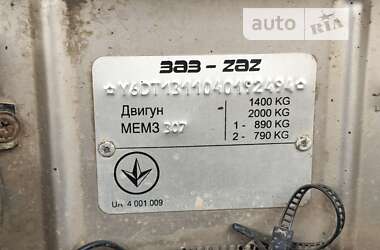 auto RIA
ЗАЗ - ZAZ
Y6DT1311040192494
Двигун
МЕМЗ 307
1400 KG
2000 KG
1 - 890 KG
2 - 790 KG
UA 4 001.009